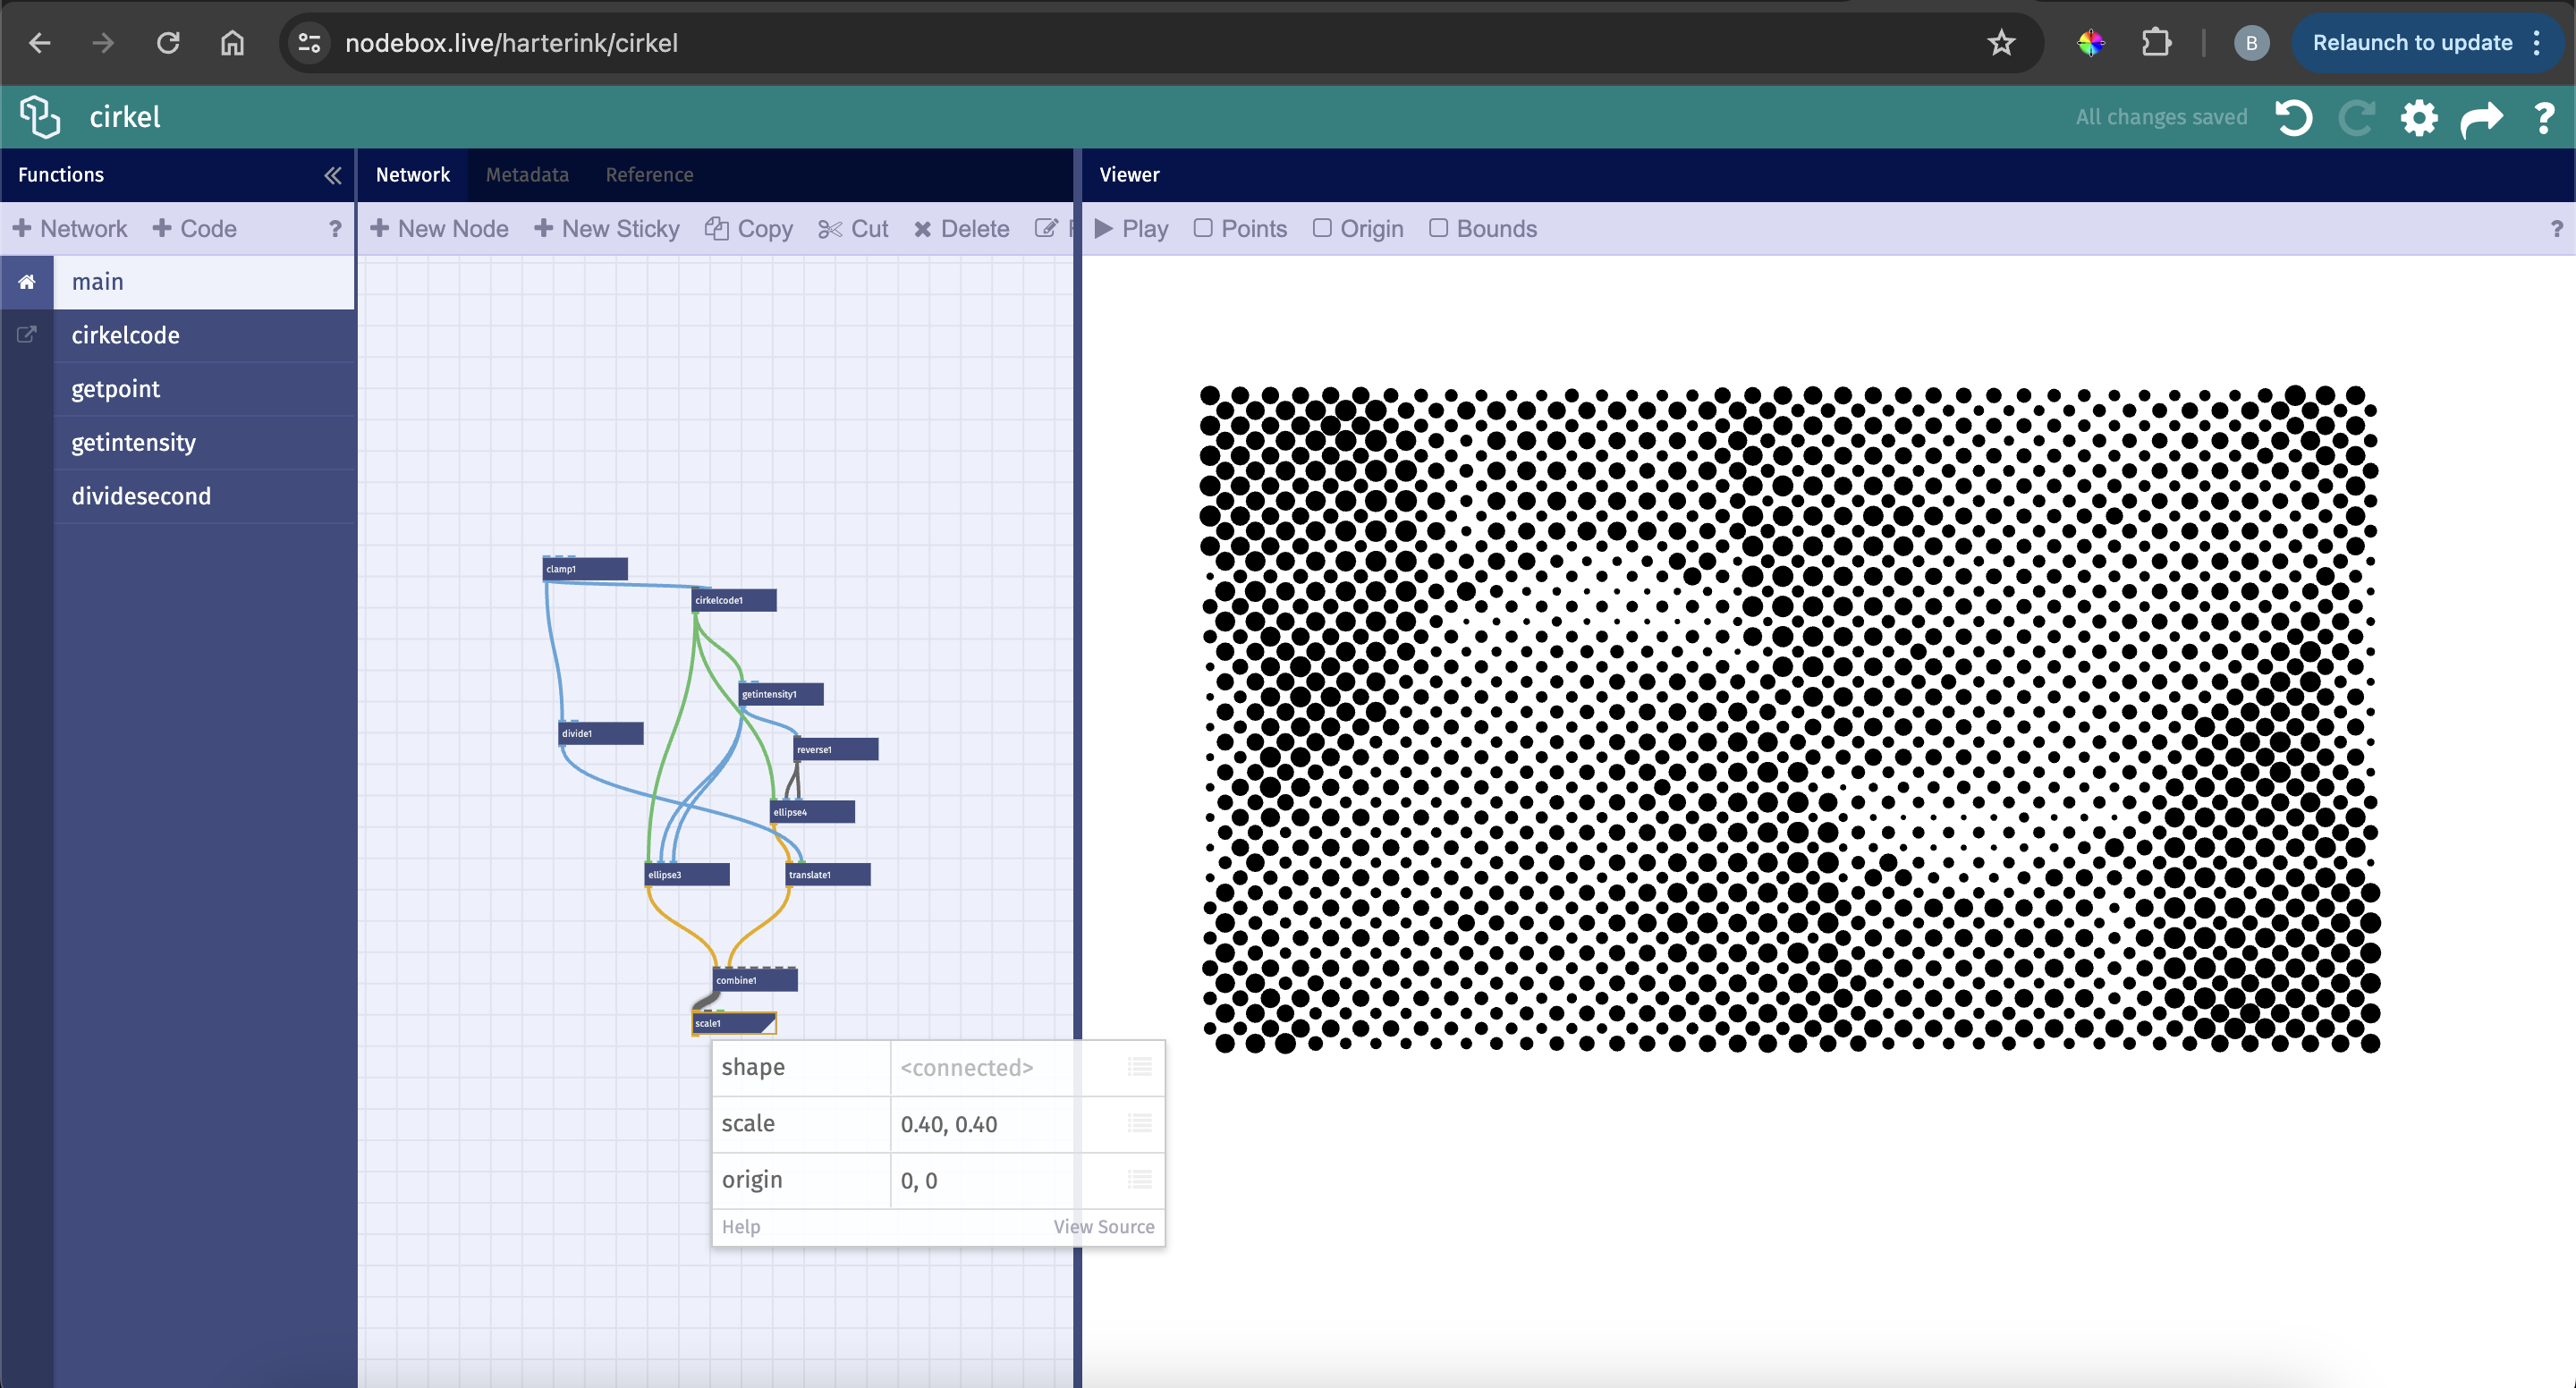 nodebox.live/harterink/cirkel
B
Relaunch to update
cirkel
All changes saved
?
Functions
Network
Metadata
Reference
Viewer
+ Network
+ Code
?
+ New Node
+ New Sticky
Copy
Cut
Delete
Play
Points
Origin
Bounds
?
main
cirkelcode
getpoint
getintensity
dividesecond
clamp1
cirkelcode1
getintensity1
divide1
reverse1
ellipse4
ellipse3
translate1
combine1
scale1
shape <connected>
scale 0.40, 0.40
origin 0, 0
Help View Source